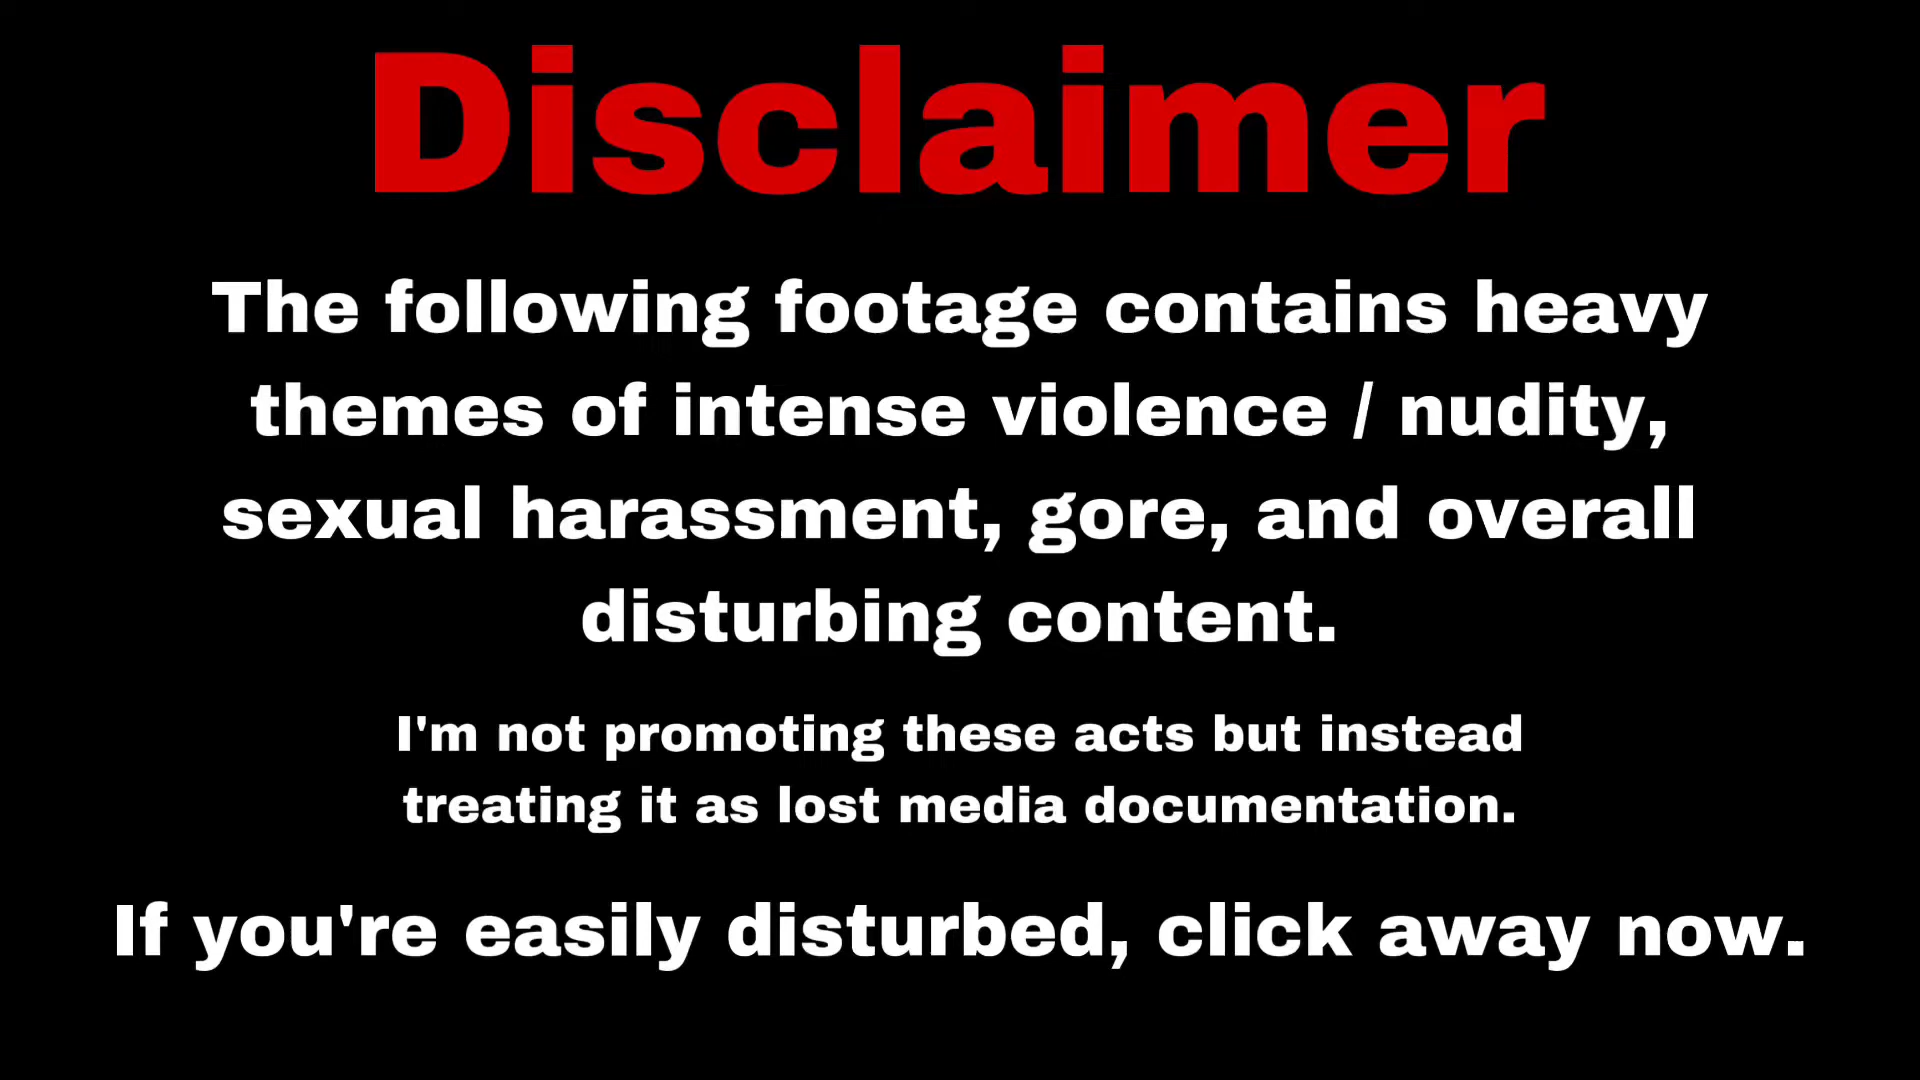 Disclaimer
The following footage contains heavy
themes of intense violence / nudity,
sexual harassment, gore, and overall
disturbing content.
I'm not promoting these acts but instead
treating it as lost media documentation.
If you're easily disturbed, click away now.